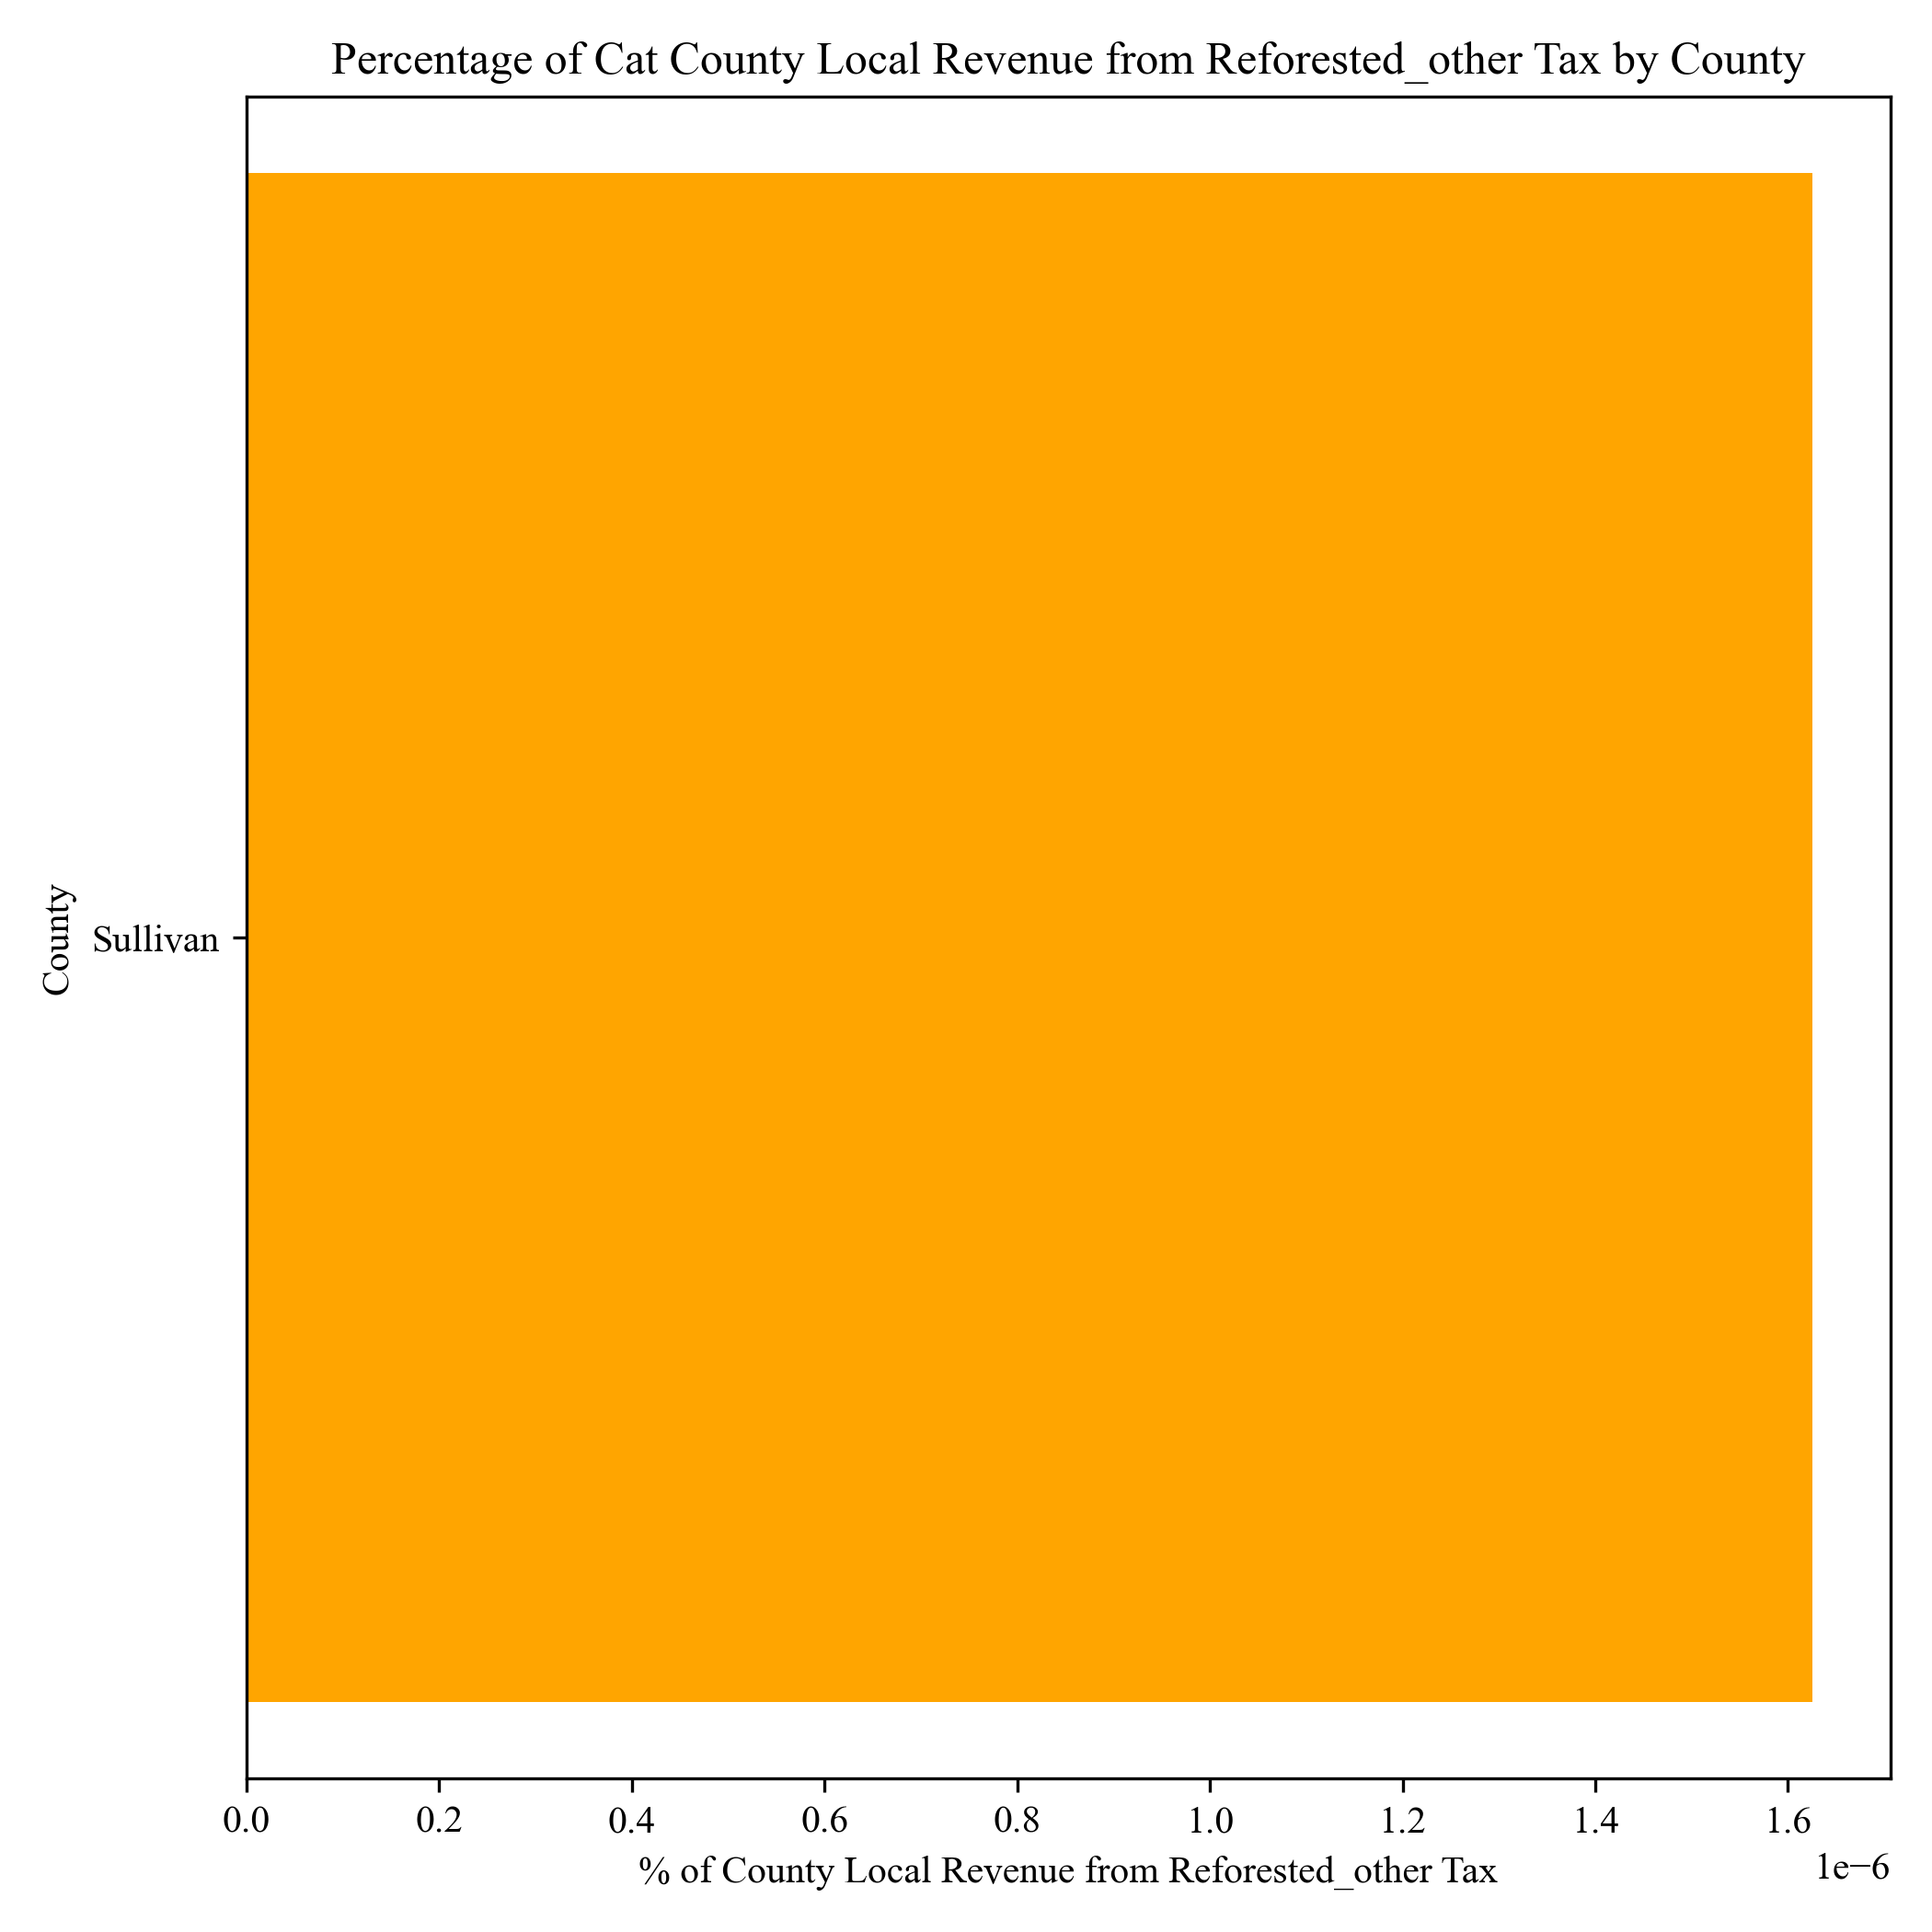 Percentage of Cat County Local Revenue from Reforested_other Tax by County
County
Sullivan
0.0 0.2 0.4 0.6 0.8 1.0 1.2 1.4 1.6
% of County Local Revenue from Reforested_other Tax
1e−6